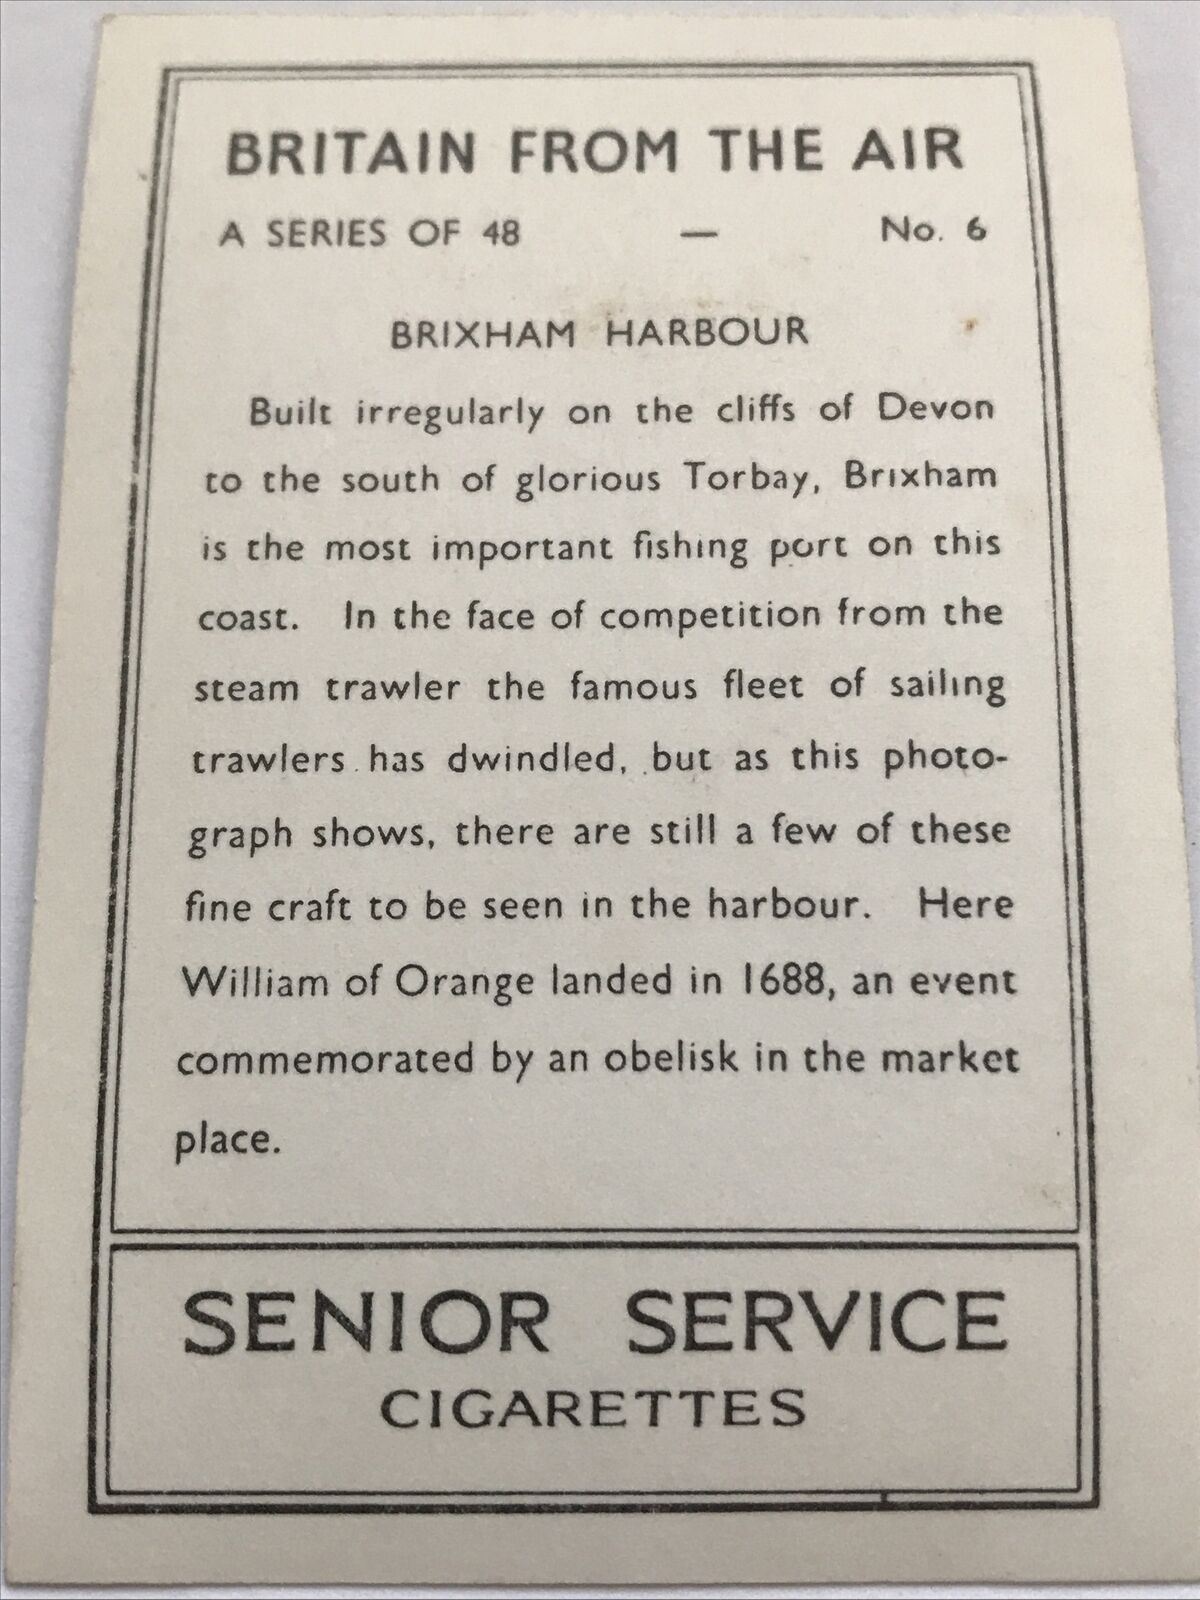 BRITAIN FROM THE AIR
A SERIES OF 48 — No. 6
BRIXHAM HARBOUR
Built irregularly on the cliffs of Devon
to the south of glorious Torbay, Brixham
is the most important fishing port on this
coast. In the face of competition from the
steam trawler the famous fleet of sailing
trawlers has dwindled, but as this photo-
graph shows, there are still a few of these
fine craft to be seen in the harbour. Here
William of Orange landed in 1688, an event
commemorated by an obelisk in the market
place.
SENIOR SERVICE
CIGARETTES